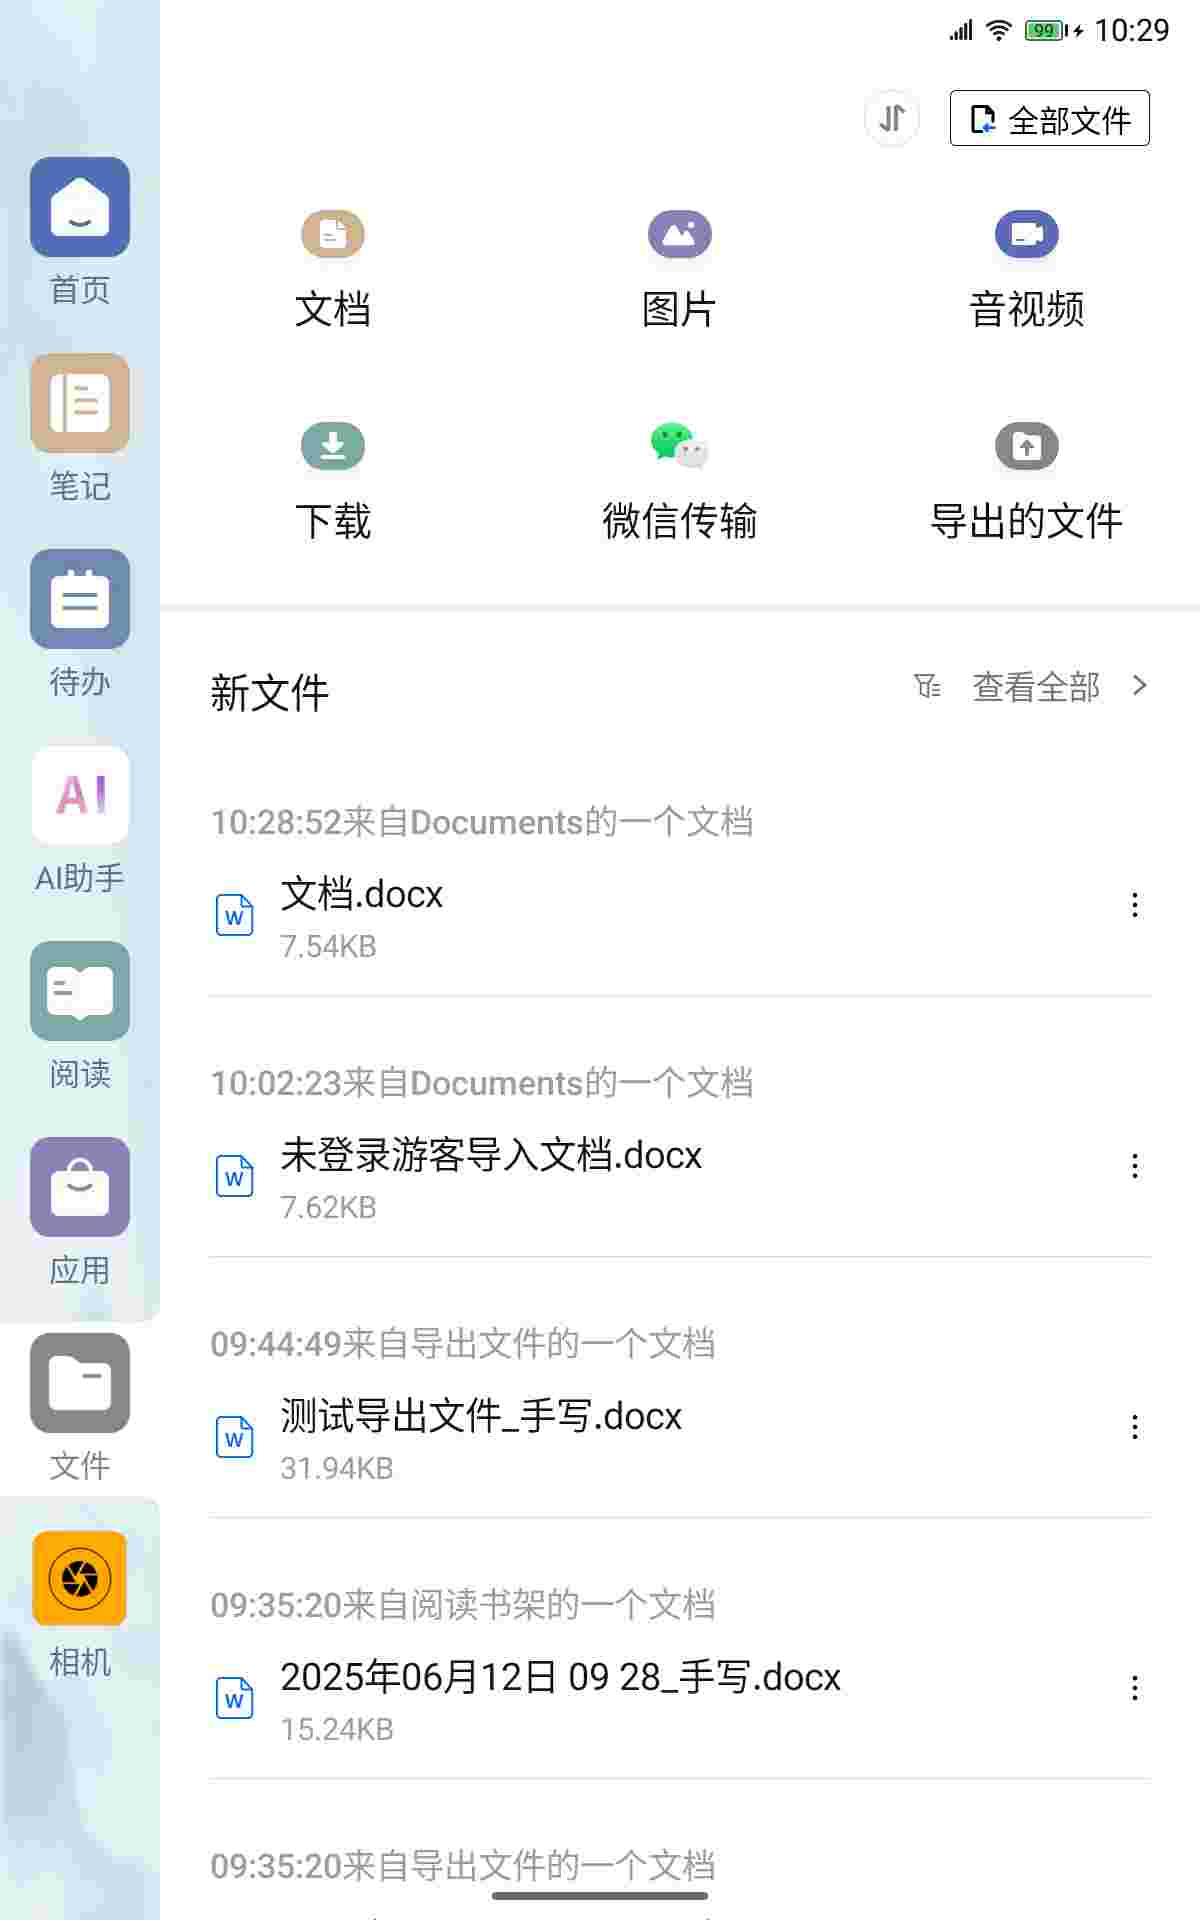 99 10:29
全部文件
首页
笔记
待办
AI
AI助手
阅读
应用
文件
相机
文档
图片
音视频
下载
微信传输
导出的文件
新文件
查看全部
10:28:52来自Documents的一个文档
W
文档.docx
7.54KB
10:02:23来自Documents的一个文档
W
未登录游客导入文档.docx
7.62KB
09:44:49来自导出文件的一个文档
W
测试导出文件_手写.docx
31.94KB
09:35:20来自阅读书架的一个文档
W
2025年06月12日 09 28_手写.docx
15.24KB
09:35:20来自导出文件的一个文档